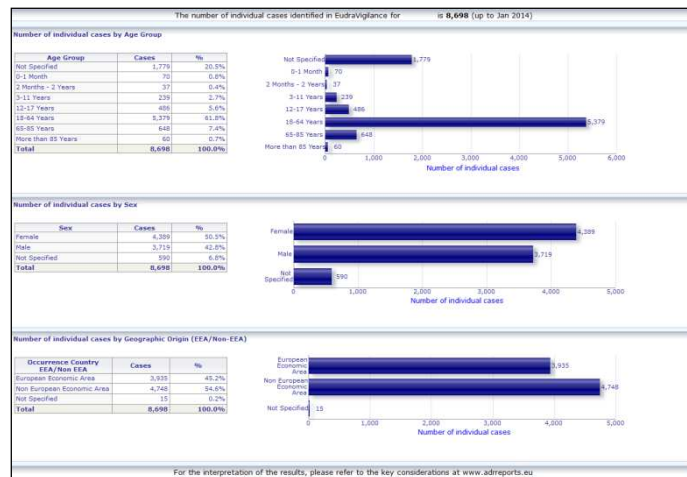 The number of individual cases identified in EudraVigilance for is 8,698 (up to Jan 2014)
Number of individual cases by Age Group
Age Group Cases %
Not Specified 1,779 20.5%
0-1 Month 70 0.8%
2 Months - 2 Years 37 0.4%
3-11 Years 239 2.7%
12-17 Years 486 5.6%
18-64 Years 5,379 61.8%
65-85 Years 648 7.4%
More than 85 Years 60 0.7%
Total 8,698 100.0%
Not Specified 1,779
0-1 Month 70
2 Months - 2 Years 37
3-11 Years 239
12-17 Years 486
18-64 Years 5,379
65-85 Years 648
More than 85 Years 60
0 1,000 2,000 3,000 4,000 5,000 6,000
Number of individual cases
Number of individual cases by Sex
Sex Cases %
Female 4,389 50.5%
Male 3,719 42.8%
Not Specified 590 6.8%
Total 8,698 100.0%
Female 4,389
Male 3,719
Not
Specified 590
0 1,000 2,000 3,000 4,000 5,000
Number of individual cases
Number of individual cases by Geographic Origin (EEA/Non-EEA)
Occurrence Country
EEA/Non EEA Cases %
European Economic Area 3,935 45.2%
Non European Economic Area 4,748 54.6%
Not Specified 15 0.2%
Total 8,698 100.0%
European
Economic
Area 3,935
Non European
Economic
Area 4,748
Not Specified 15
0 1,000 2,000 3,000 4,000 5,000
Number of individual cases
For the interpretation of the results, please refer to the key considerations at www.adrreports.eu